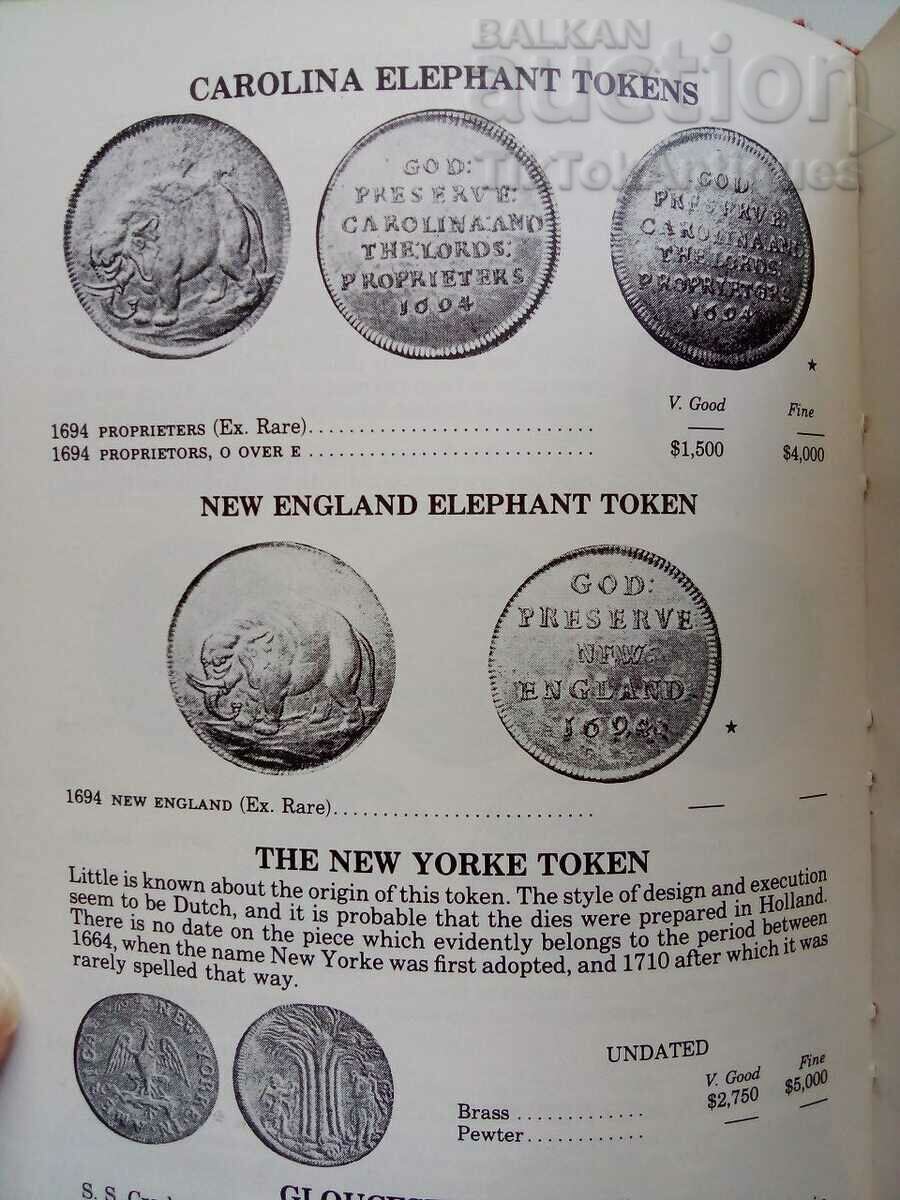 BALKAN
auction
TikTokAntiques
CAROLINA ELEPHANT TOKENS
GOD:
PRESERVE:
CAROLINA:AND
THE:LORDS:
PROPRIETERS
1694
GOD:
PRESERVE:
CAROLINA:AND
THE:LORDS:
PROPRIETORS
1694
★
V. Good Fine
1694 PROPRIETERS (Ex. Rare)............................ — —
1694 PROPRIETORS, O OVER E ............................ $1,500 $4,000
NEW ENGLAND ELEPHANT TOKEN
GOD:
PRESERVE
NEW:
ENGLAND
1694
★
1694 NEW ENGLAND (Ex. Rare)......................... — —
THE NEW YORKE TOKEN
Little is known about the origin of this token. The style of design and execution
seem to be Dutch, and it is probable that the dies were prepared in Holland.
There is no date on the piece which evidently belongs to the period between
1664, when the name New Yorke was first adopted, and 1710 after which it was
rarely spelled that way.
NEW YORKE
UNDATED
V. Good Fine
Brass ............. $2,750 $5,000
Pewter............ — —
S. S.